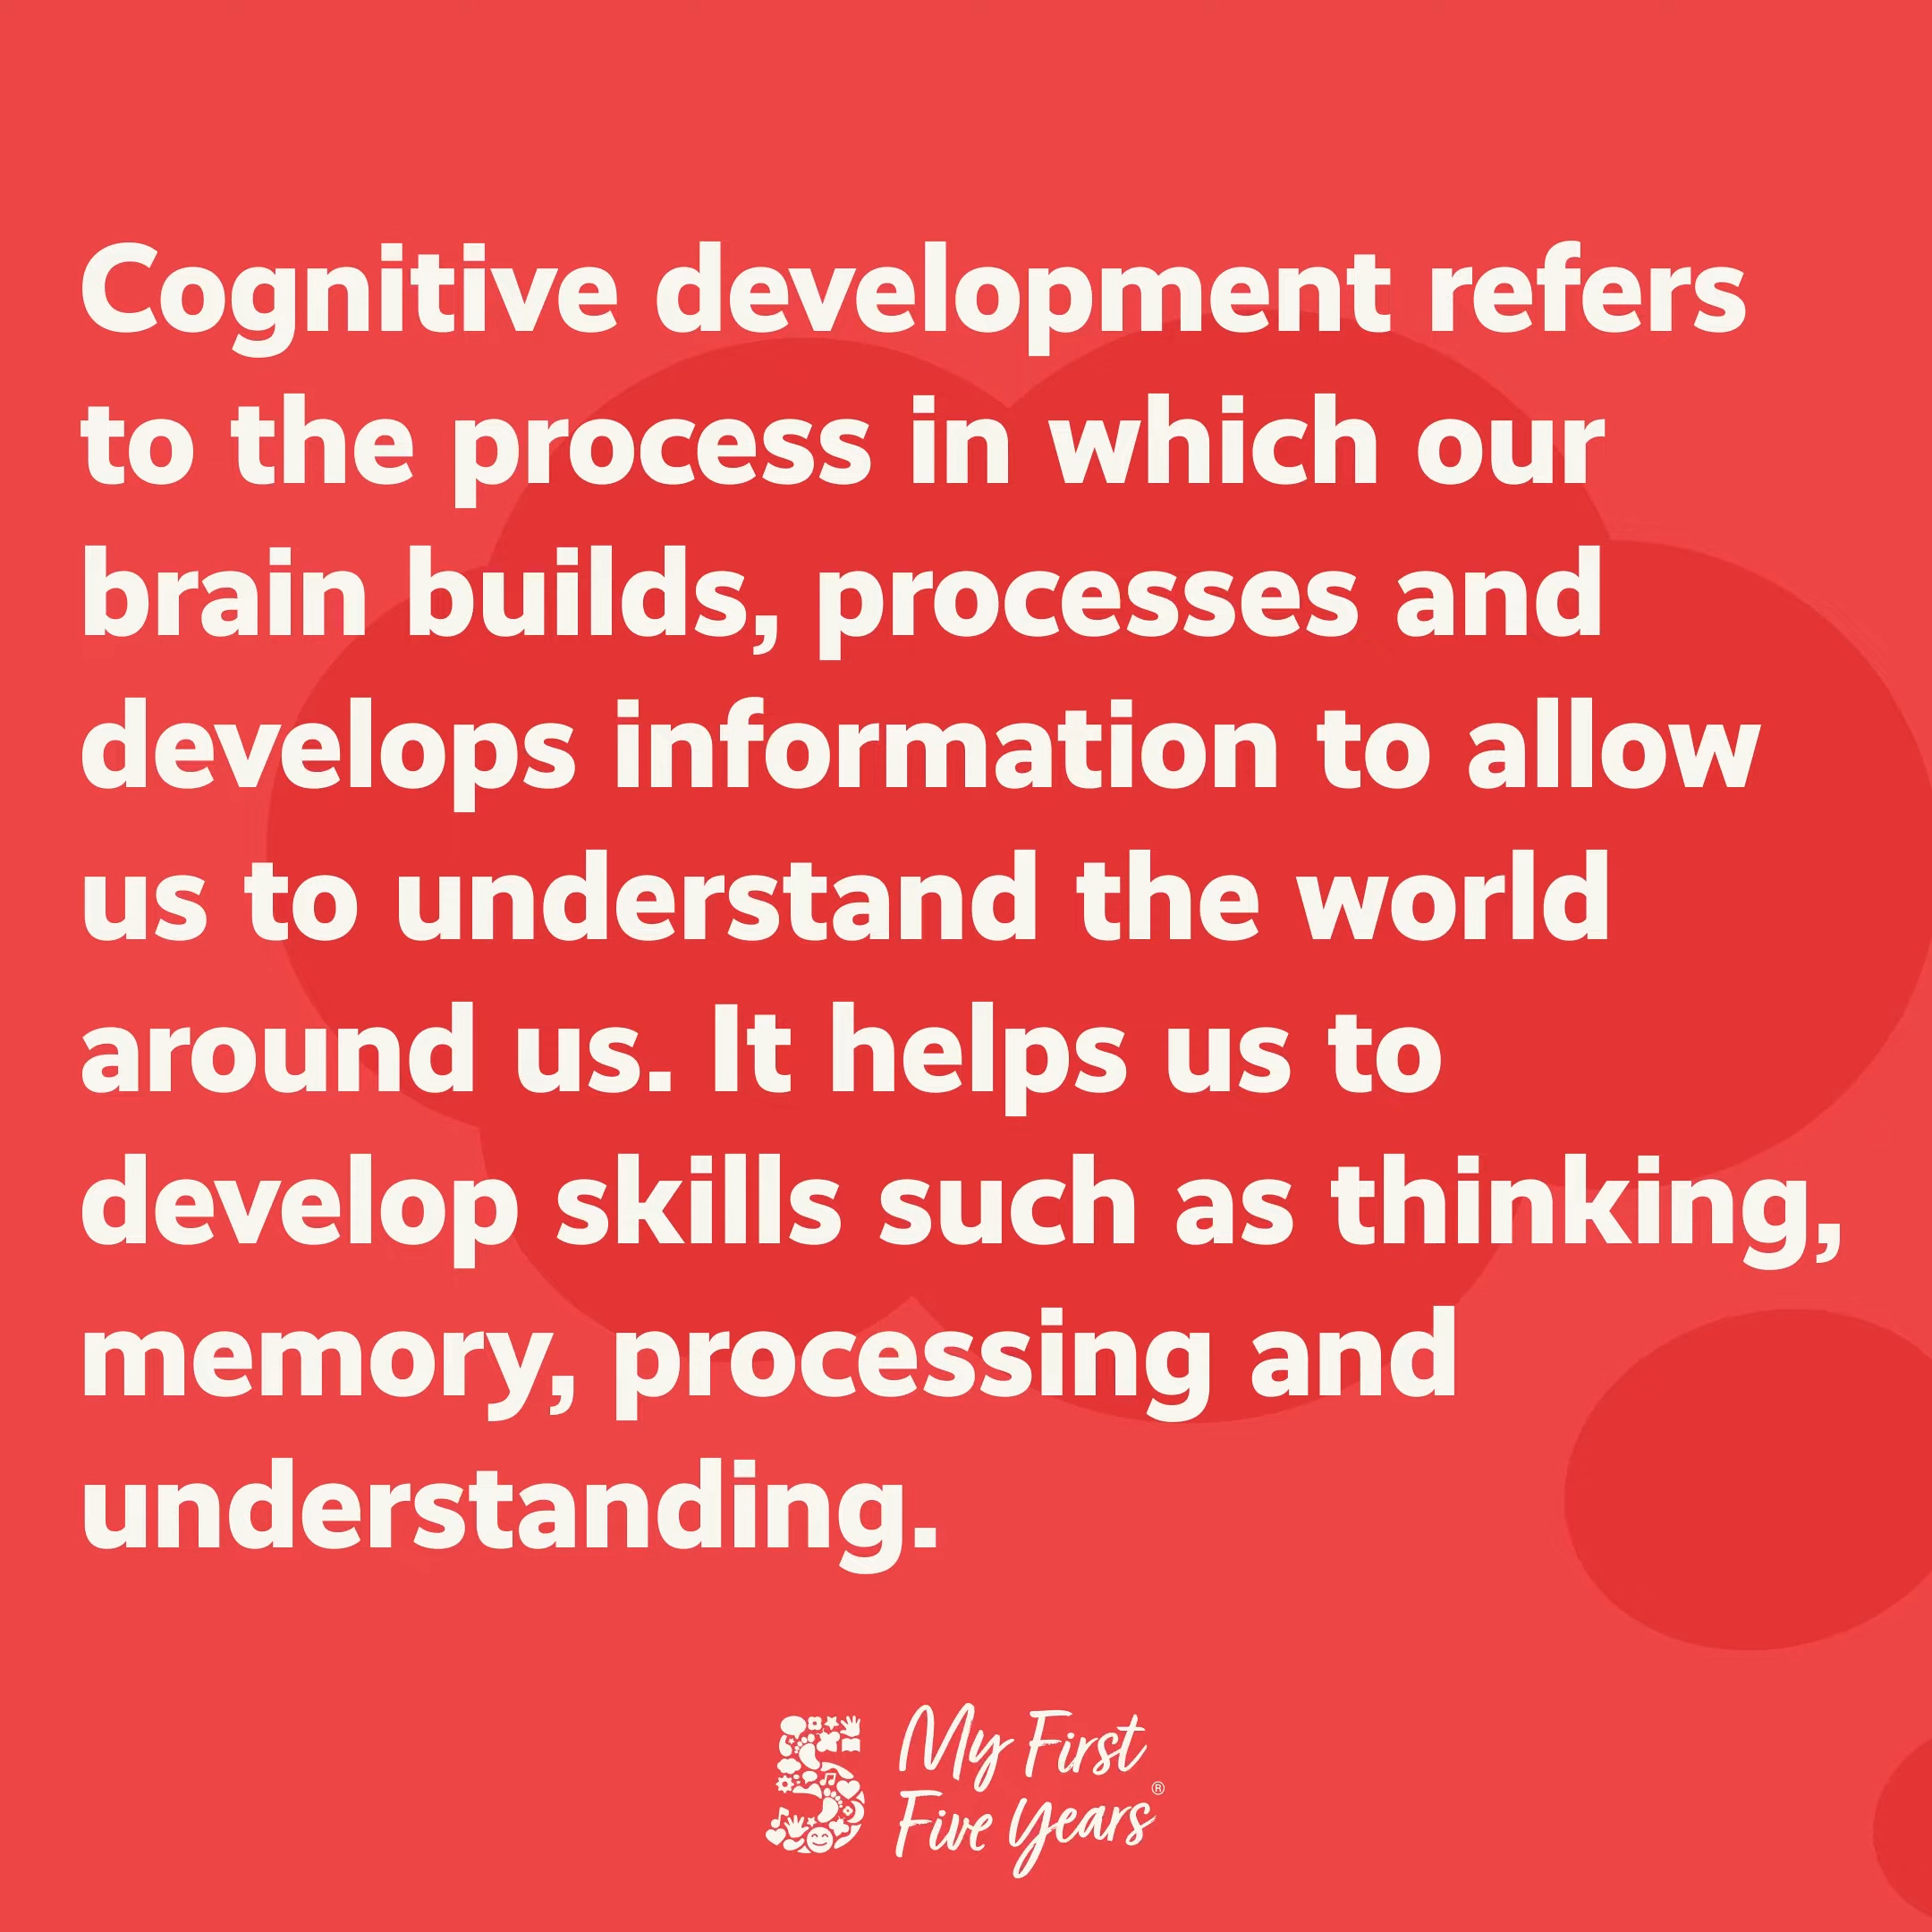 Cognitive development refers
to the process in which our
brain builds, processes and
develops information to allow
us to understand the world
around us. It helps us to
develop skills such as thinking,
memory, processing and
understanding.
My First
Five Years®